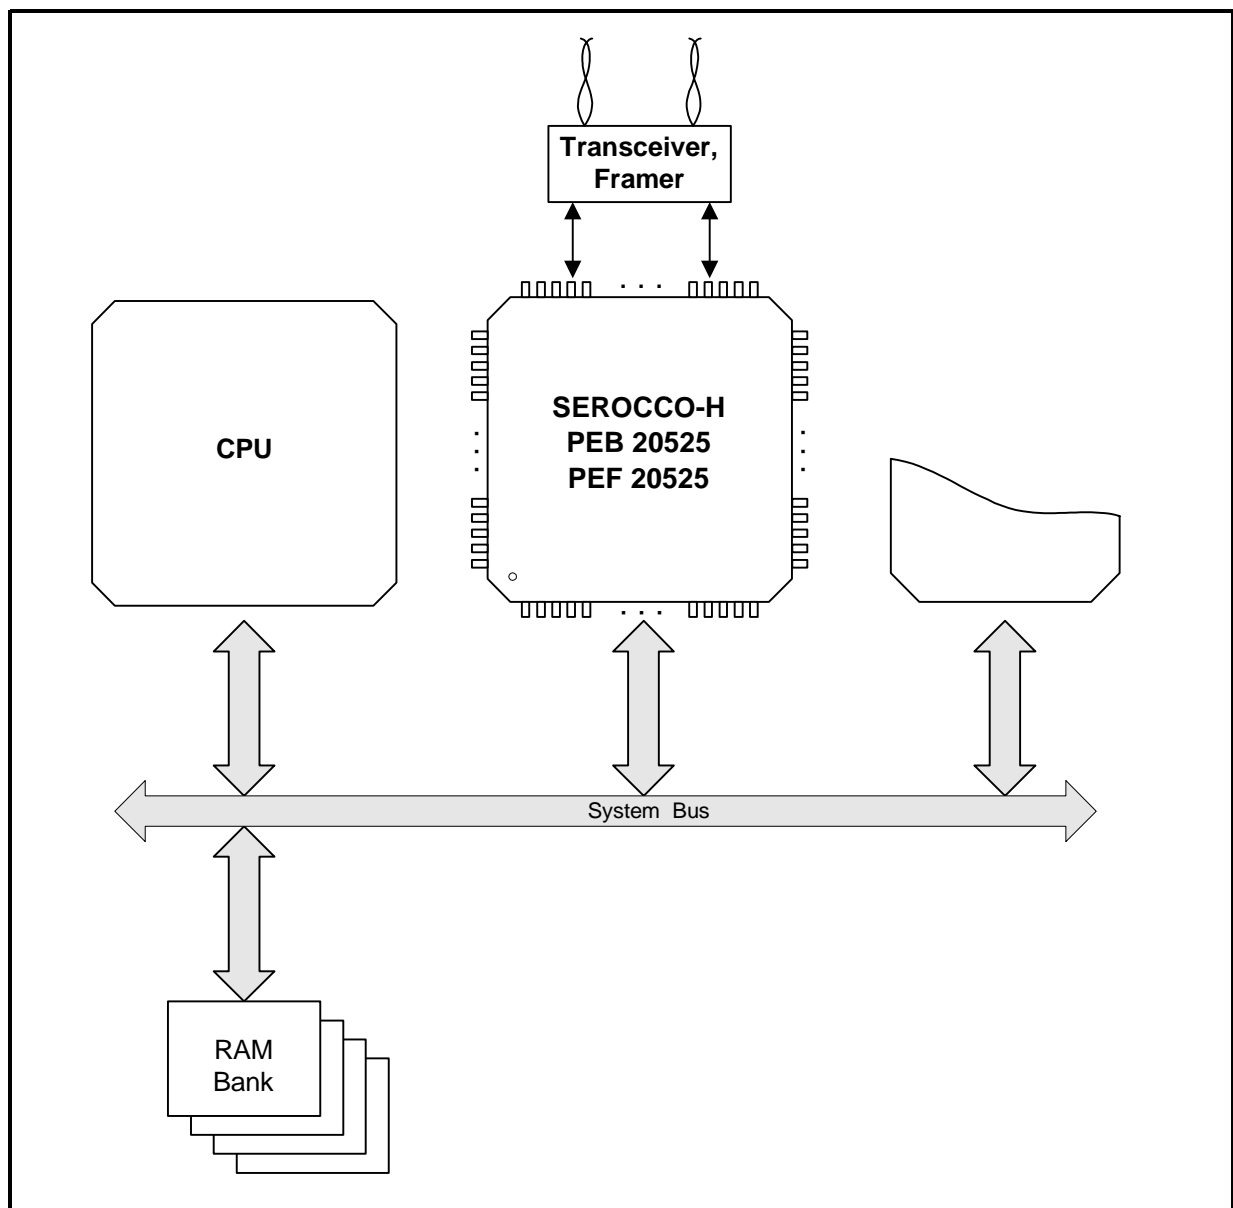 Transceiver,
Framer
CPU
SEROCCO-H
PEB 20525
PEF 20525
System Bus
RAM
Bank